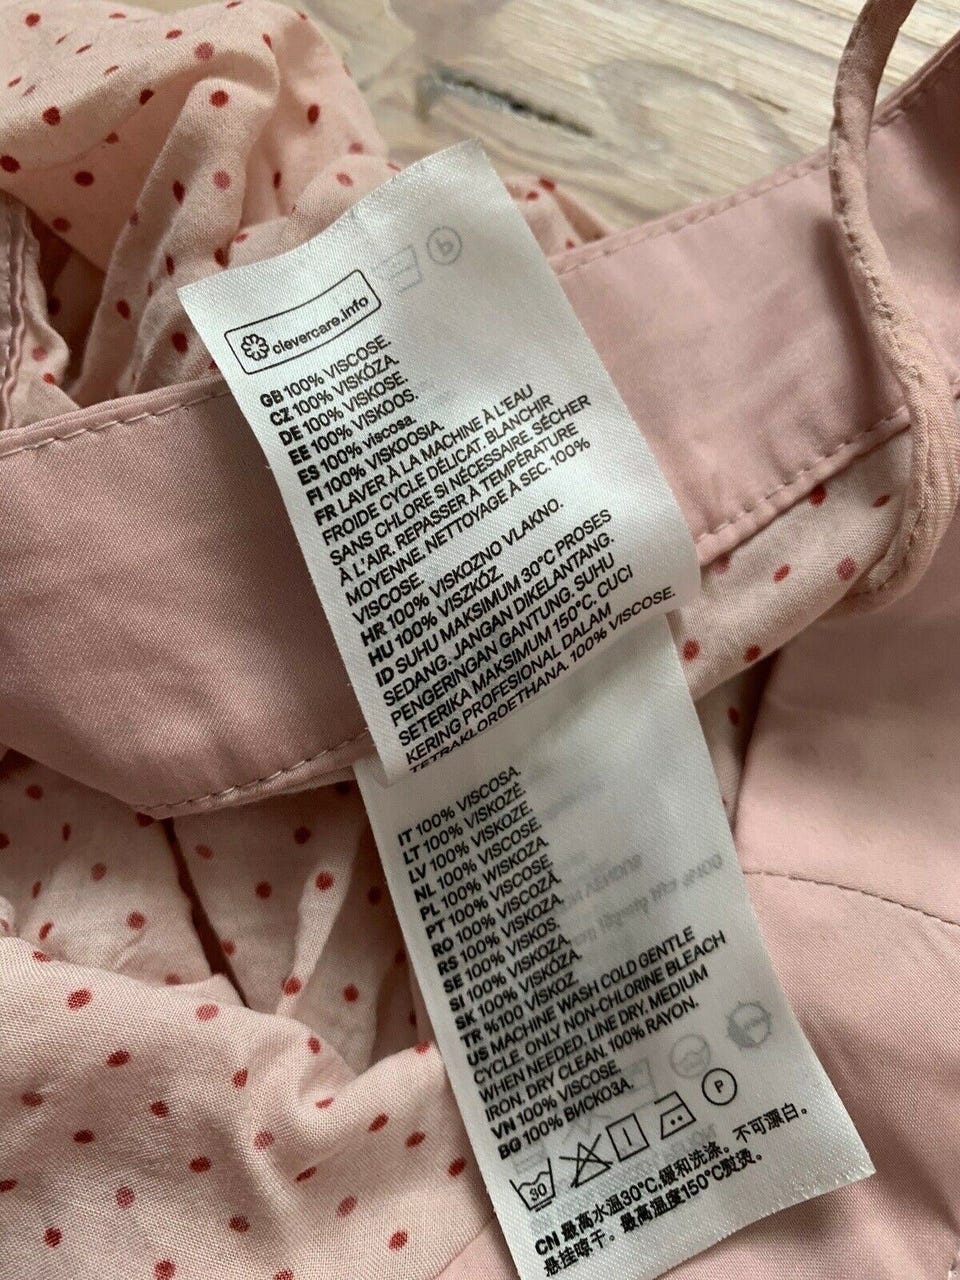 clevercare.info
GB 100% VISCOSE.
CZ 100% VISKÓZA.
DE 100% VISKOSE.
EE 100% VISKOOS.
ES 100% viscosa.
FI 100% VISKOOSIA.
FR LAVER À LA MACHINE À L'EAU
FROIDE CYCLE DÉLICAT. BLANCHIR
SANS CHLORE SI NÉCESSAIRE. SÉCHER
À L'AIR. REPASSER À TEMPÉRATURE
MOYENNE. NETTOYAGE À SEC. 100%
VISCOSE.
HR 100% VISKOZNO VLAKNO.
HU 100% VISZKÓZ.
ID SUHU MAKSIMUM 30°C PROSES
SEDANG. JANGAN DIKELANTANG.
PENGERINGAN GANTUNG. SUHU
SETERIKA MAKSIMUM 150°C. CUCI
KERING PROFESIONAL DALAM
TETRAKLOROETHANA. 100% VISCOSE.
IT 100% VISCOSA.
LT 100% VISKOZĖ.
LV 100% VISKOZE.
NL 100% VISCOSE.
PL 100% WISKOZA.
PT 100% VISCOSE.
RO 100% VISCOZĂ.
RS 100% VISKOZA.
SE 100% VISKOS.
SI 100% VISKOZA.
SK 100% VISKÓZA.
TR %100 VİSKOZ.
US MACHINE WASH COLD GENTLE
CYCLE. ONLY NON-CHLORINE BLEACH
WHEN NEEDED. LINE DRY. MEDIUM
IRON. DRY CLEAN. 100% RAYON.
VN 100% VISCOSE.
BG 100% ВИСКОЗА.
30 P
CN 最高水温30°C,缓和洗涤。不可漂白。
悬挂晾干。最高温度150°C熨烫。